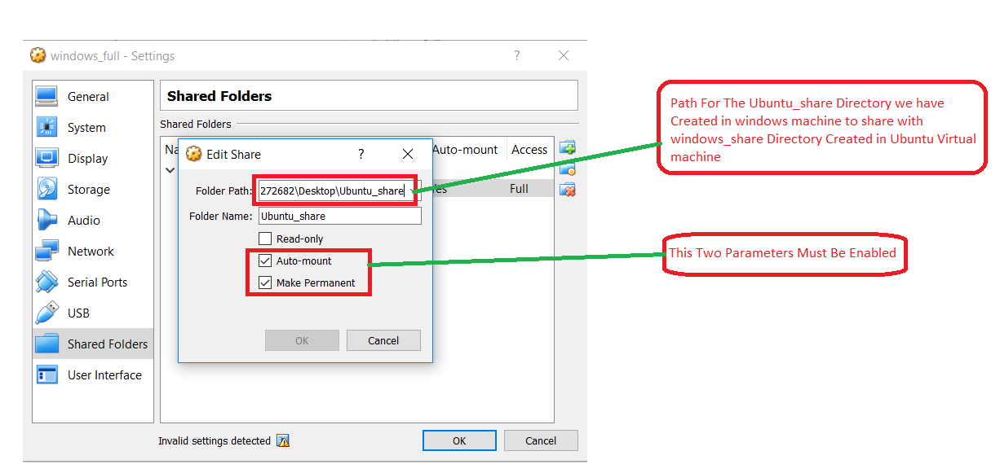 windows_full - Settings
?
General
System
Display
Storage
Audio
Network
Serial Ports
USB
Shared Folders
User Interface
Shared Folders
Shared Folders
Auto-mount Access
Full
Edit Share ?
Folder Path: 272682\Desktop\Ubuntu_share
Folder Name: Ubuntu_share
Read-only
Auto-mount
Make Permanent
OK Cancel
Invalid settings detected
OK Cancel
Path For The Ubuntu_share Directory we have
Created in windows machine to share with
windows_share Directory Created in Ubuntu Virtual
machine
This Two Parameters Must Be Enabled